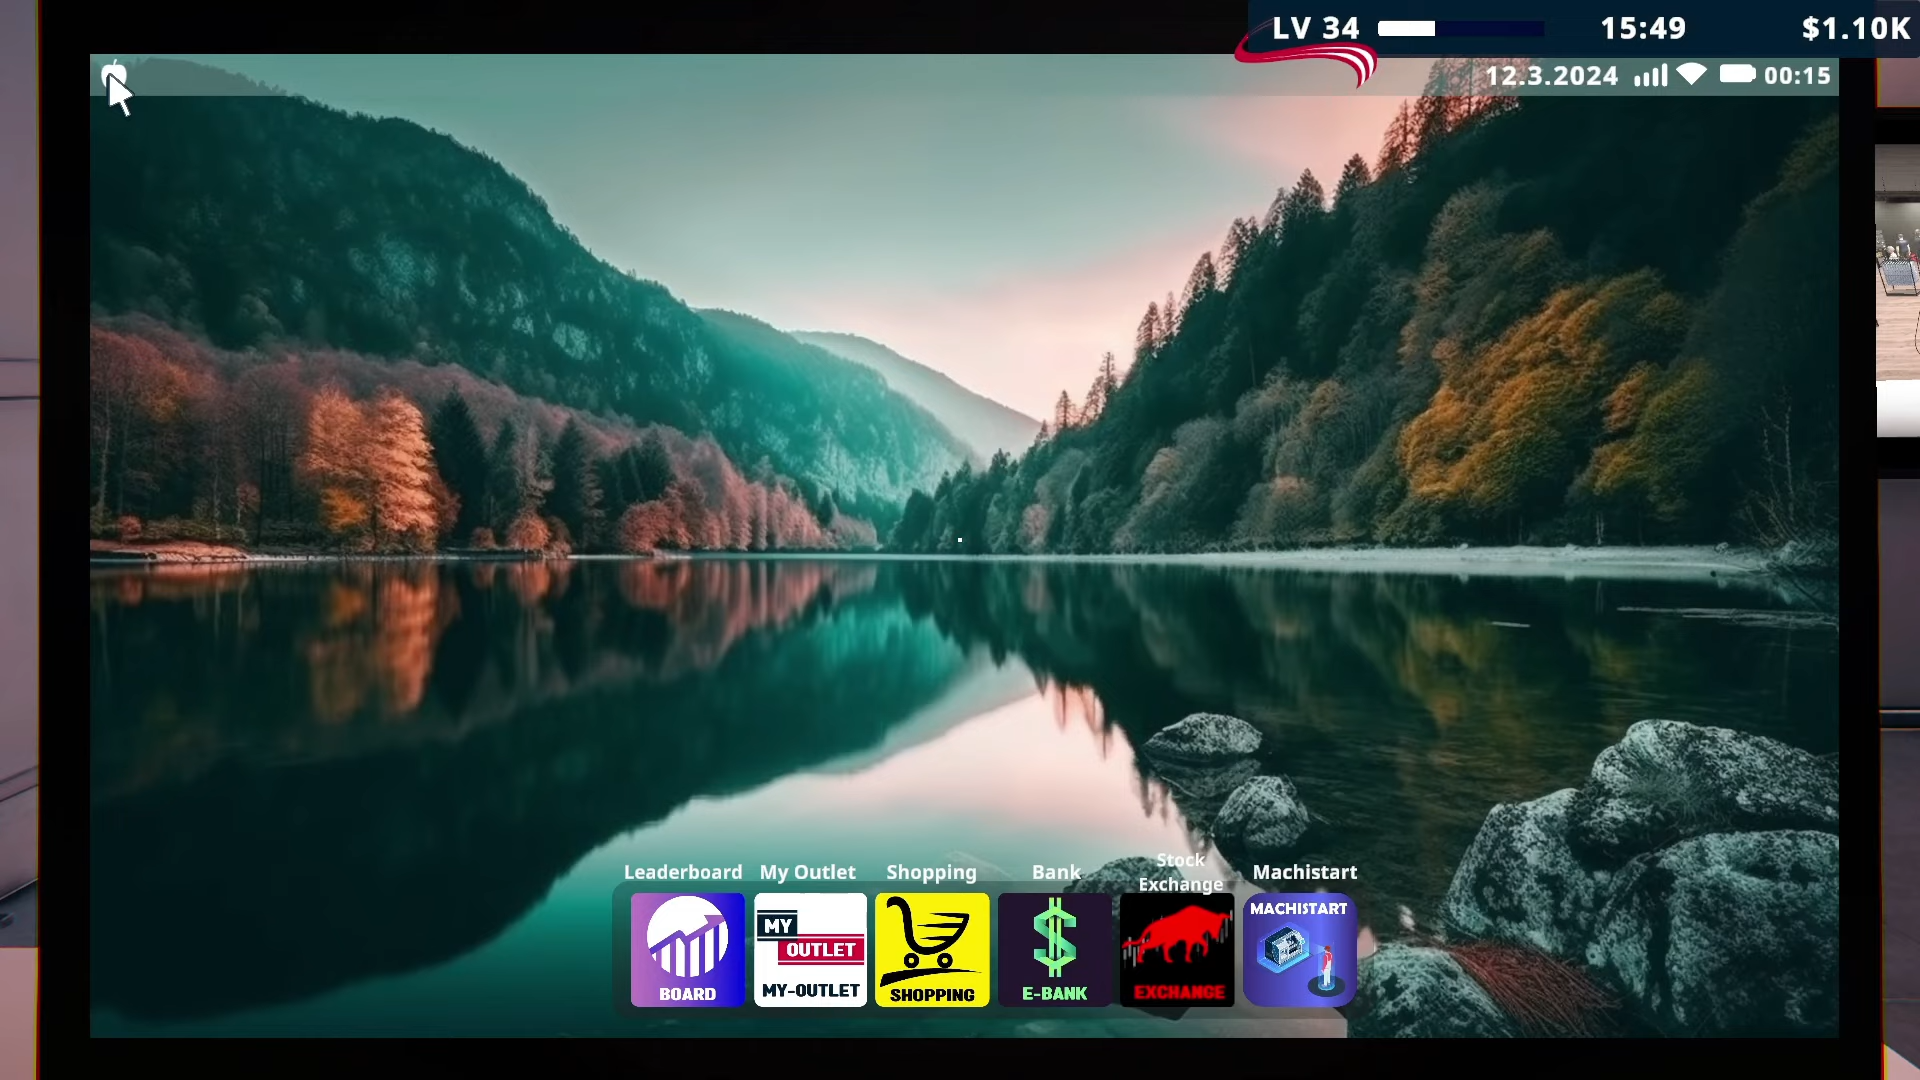 LV 34 15:49 $1.10K
12.3.2024 00:15
Leaderboard My Outlet Shopping Bank Stock Exchange Machistart
BOARD
MY
OUTLET
MY-OUTLET
SHOPPING
E-BANK
EXCHANGE
MACHISTART